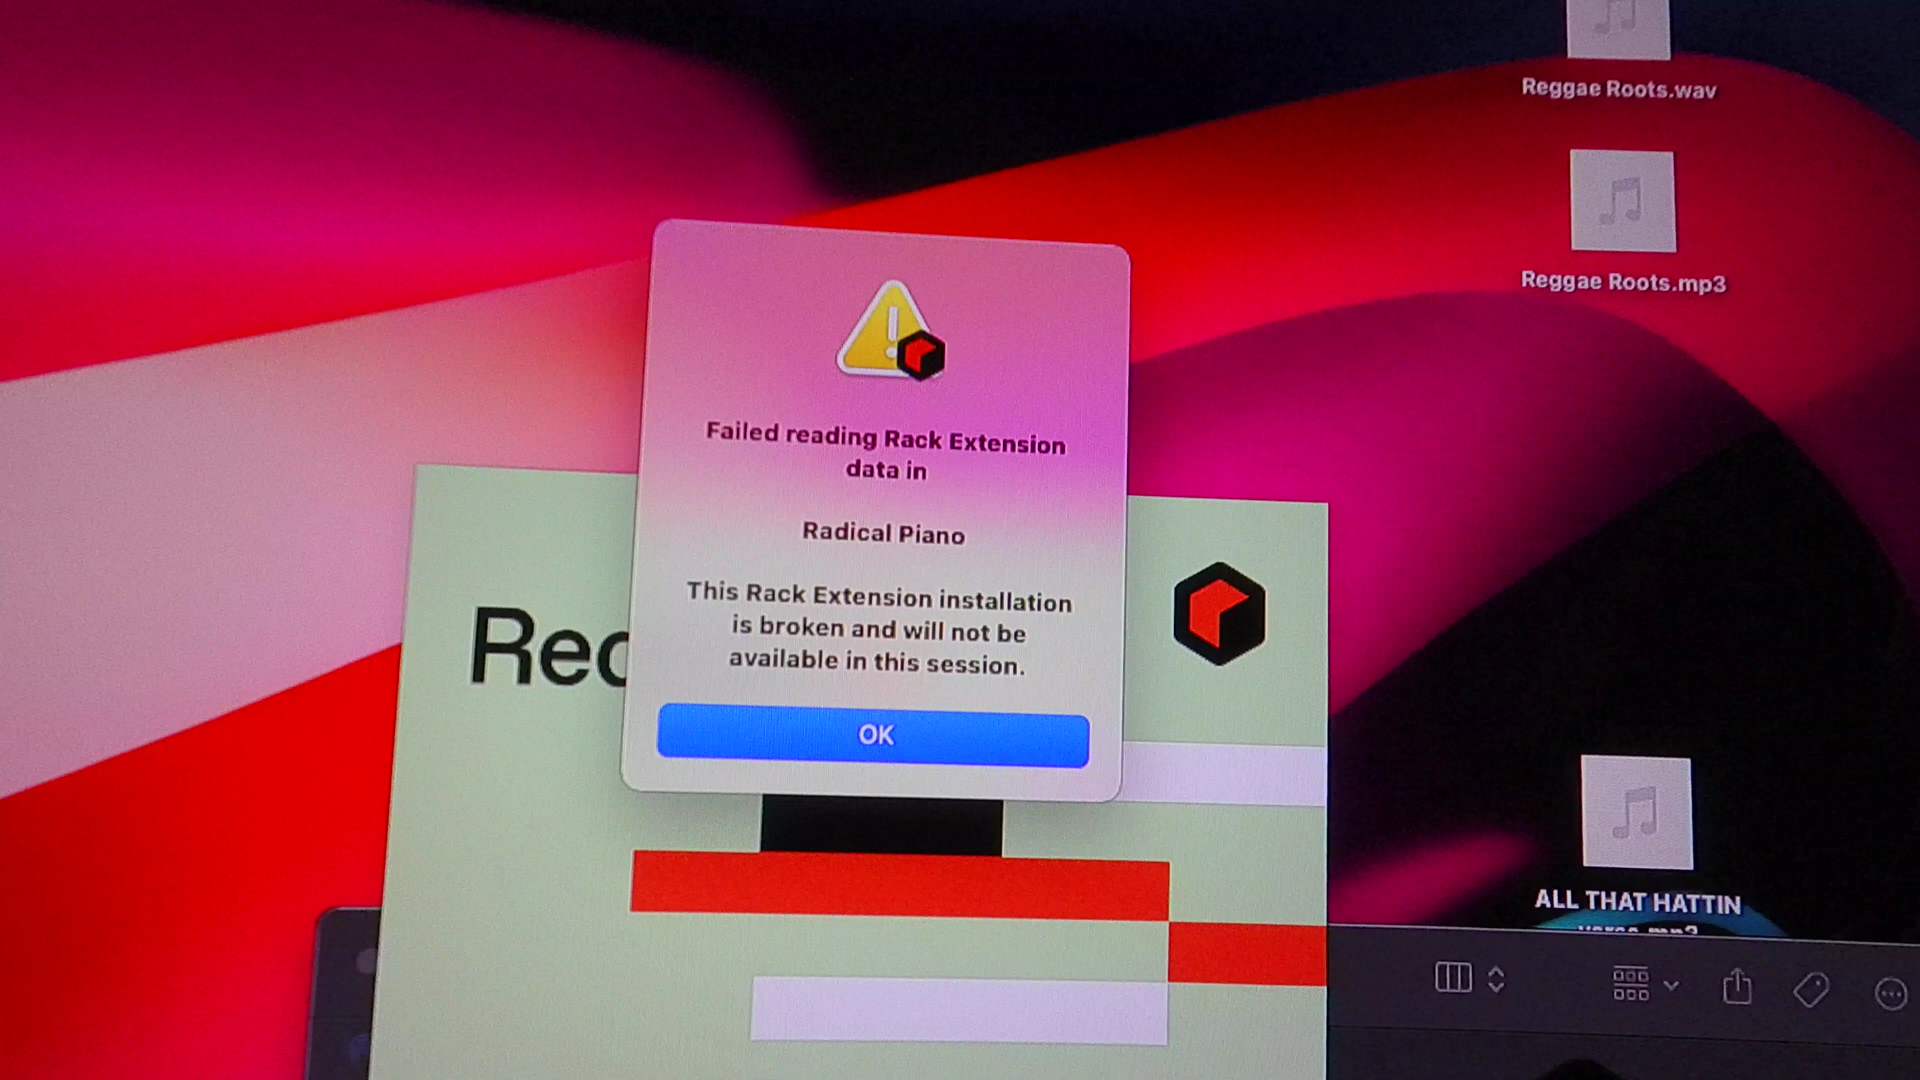 Reggae Roots.wav
Reggae Roots.mp3
Failed reading Rack Extension
data in
Radical Piano
This Rack Extension installation
is broken and will not be
available in this session.
OK
ALL THAT HATTIN